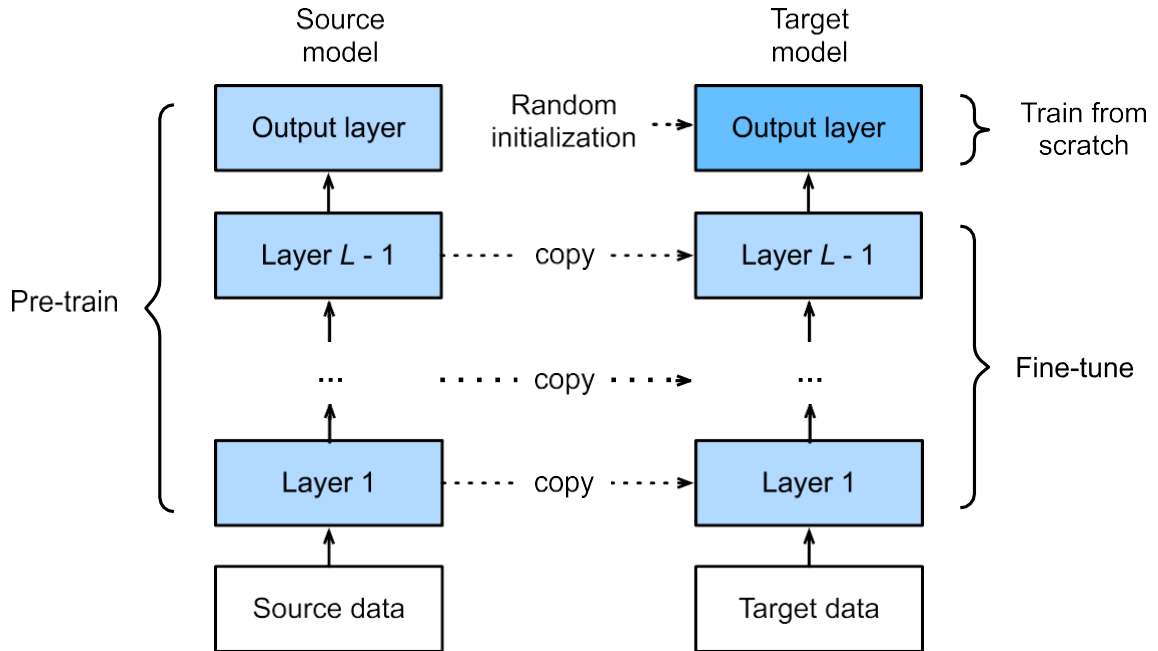 Source
model
Target
model
Output layer
Random
initialization
Output layer
Train from
scratch
Layer L - 1
copy
Layer L - 1
Pre-train
...
copy
...
Fine-tune
Layer 1
copy
Layer 1
Source data
Target data